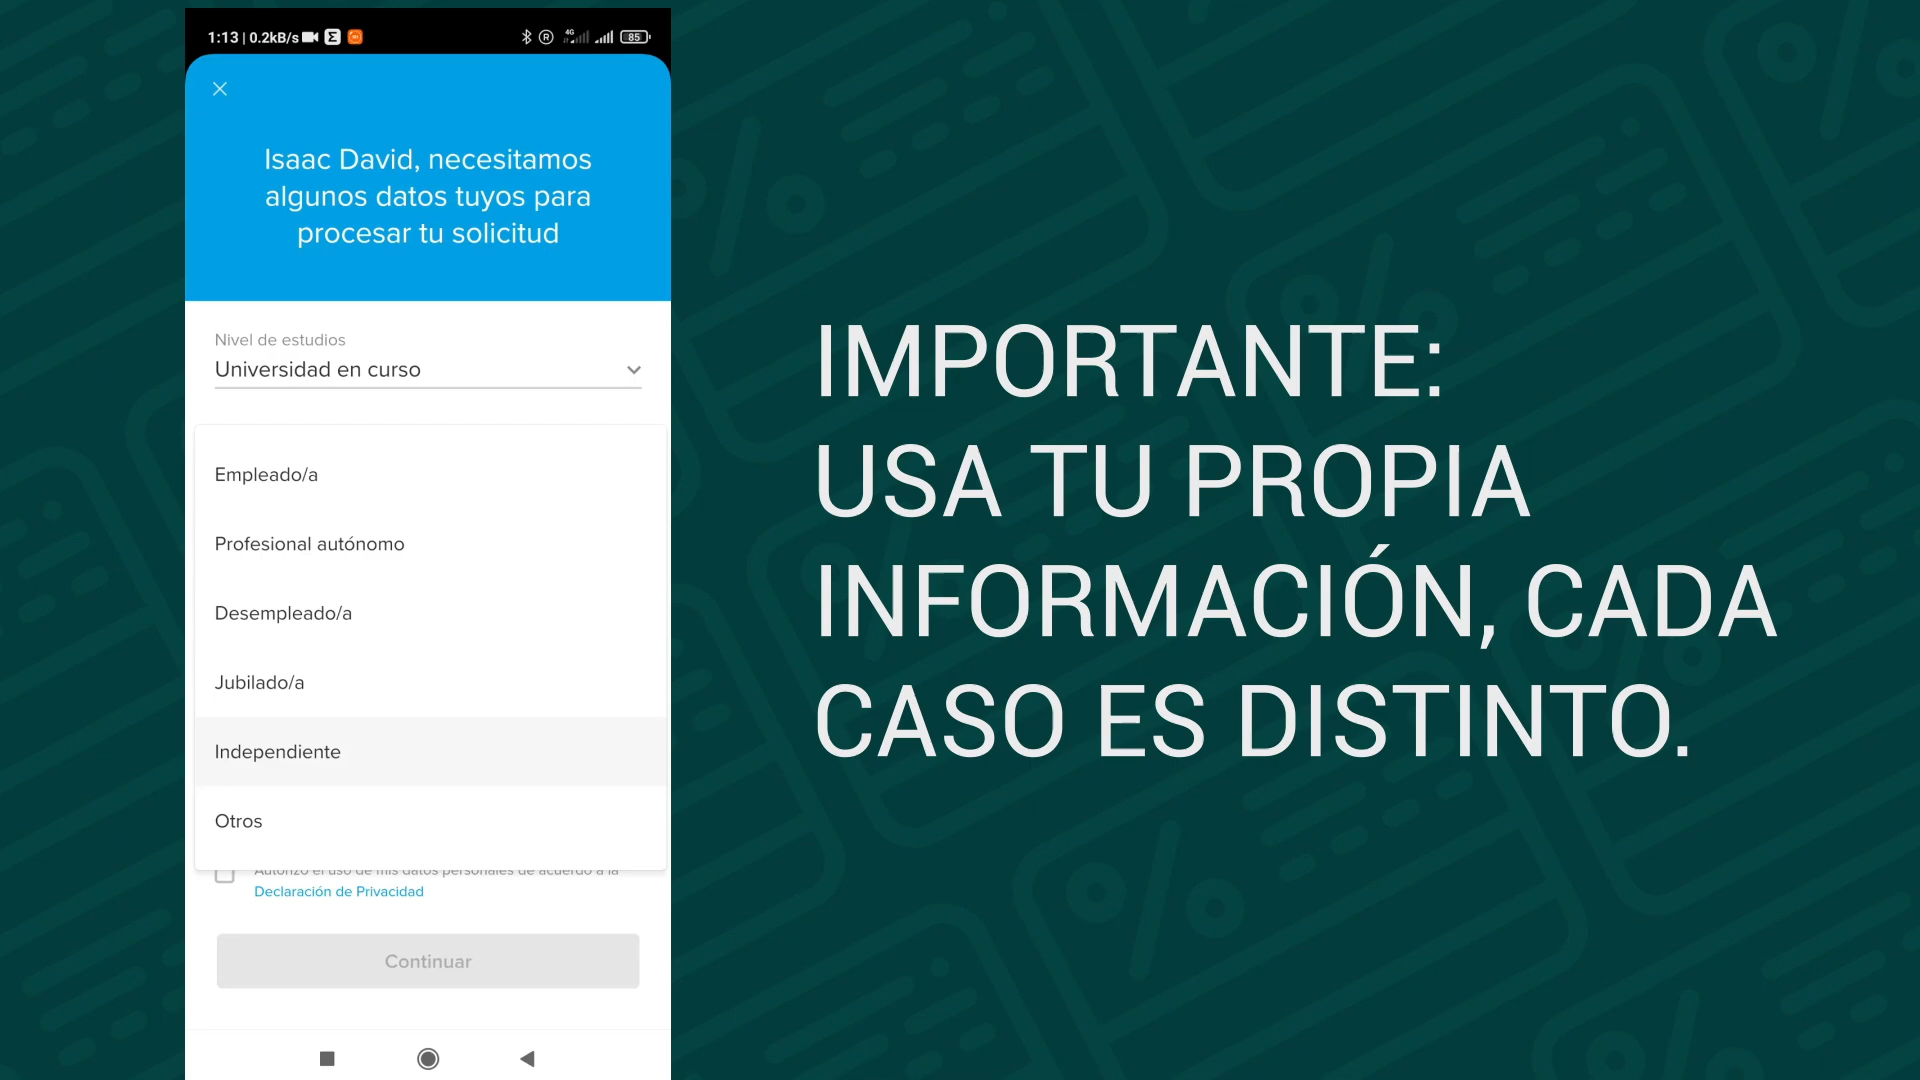 1:13 | 0.2kB/s
4G
85
Isaac David, necesitamos
algunos datos tuyos para
procesar tu solicitud
Nivel de estudios
Universidad en curso
Empleado/a
Profesional autónomo
Desempleado/a
Jubilado/a
Independiente
Otros
Autorizo el uso de mis datos personales de acuerdo a la
Declaración de Privacidad
Continuar
IMPORTANTE:
USA TU PROPIA
INFORMACIÓN, CADA
CASO ES DISTINTO.